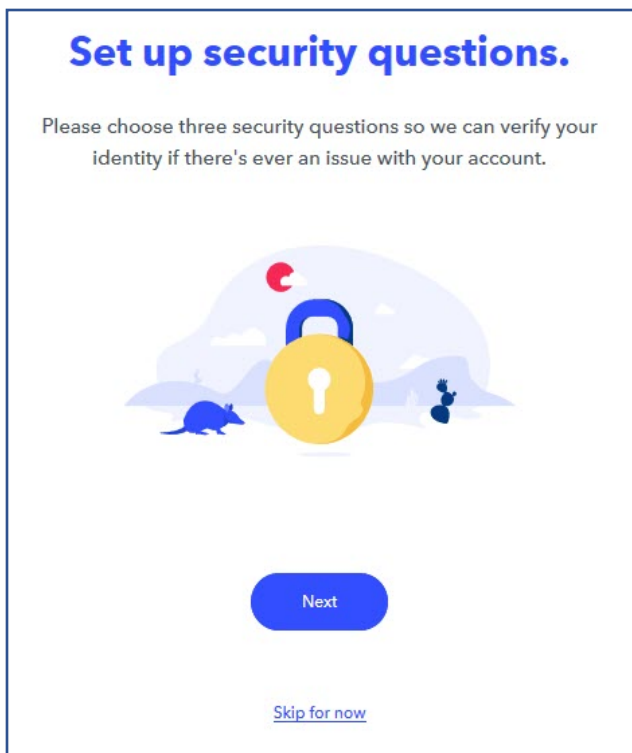 Set up security questions.
Please choose three security questions so we can verify your
identity if there's ever an issue with your account.
Next
Skip for now